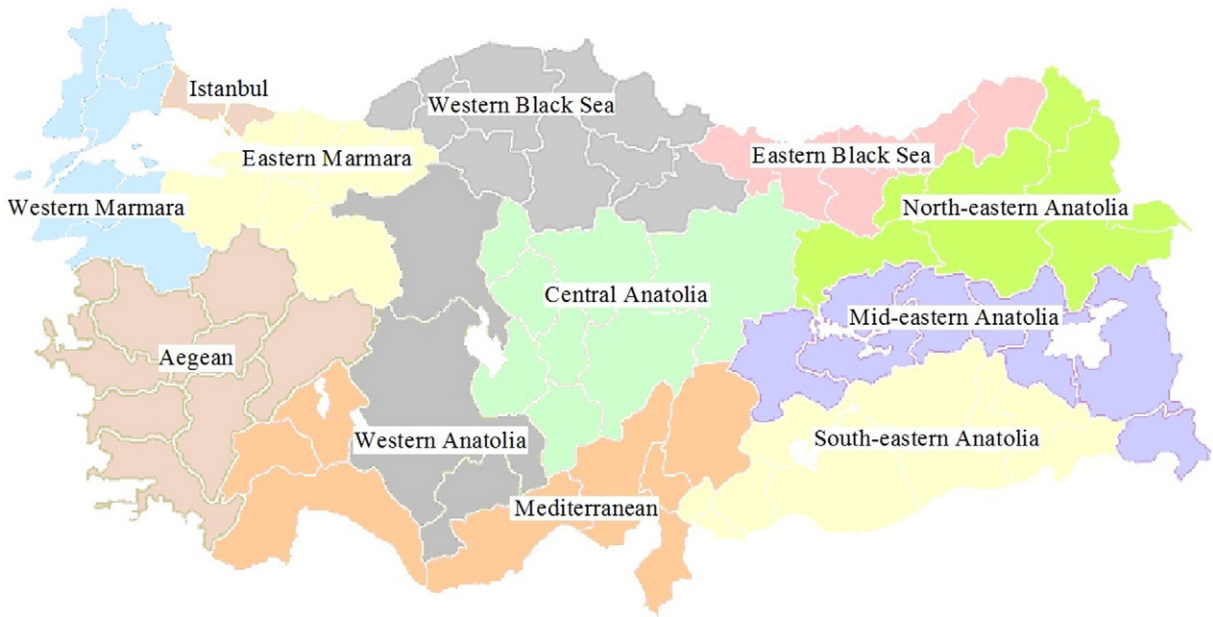 Istanbul
Western Black Sea
Eastern Marmara
Eastern Black Sea
Western Marmara
North-eastern Anatolia
Central Anatolia
Mid-eastern Anatolia
Aegean
Western Anatolia
South-eastern Anatolia
Mediterranean